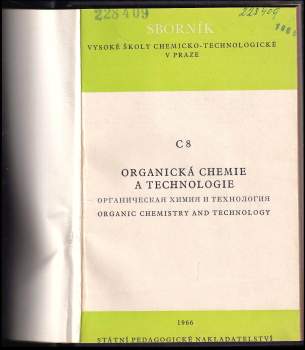 228409
223409
SBORNÍK
VYSOKÉ ŠKOLY CHEMICKO-TECHNOLOGICKÉ
V PRAZE
C 8
ORGANICKÁ CHEMIE
A TECHNOLOGIE
ОРГАНИЧЕСКАЯ ХИМИЯ И ТЕХНОЛОГИЯ
ORGANIC CHEMISTRY AND TECHNOLOGY
1966
STÁTNÍ PEDAGOGICKÉ NAKLADATELSTVÍ